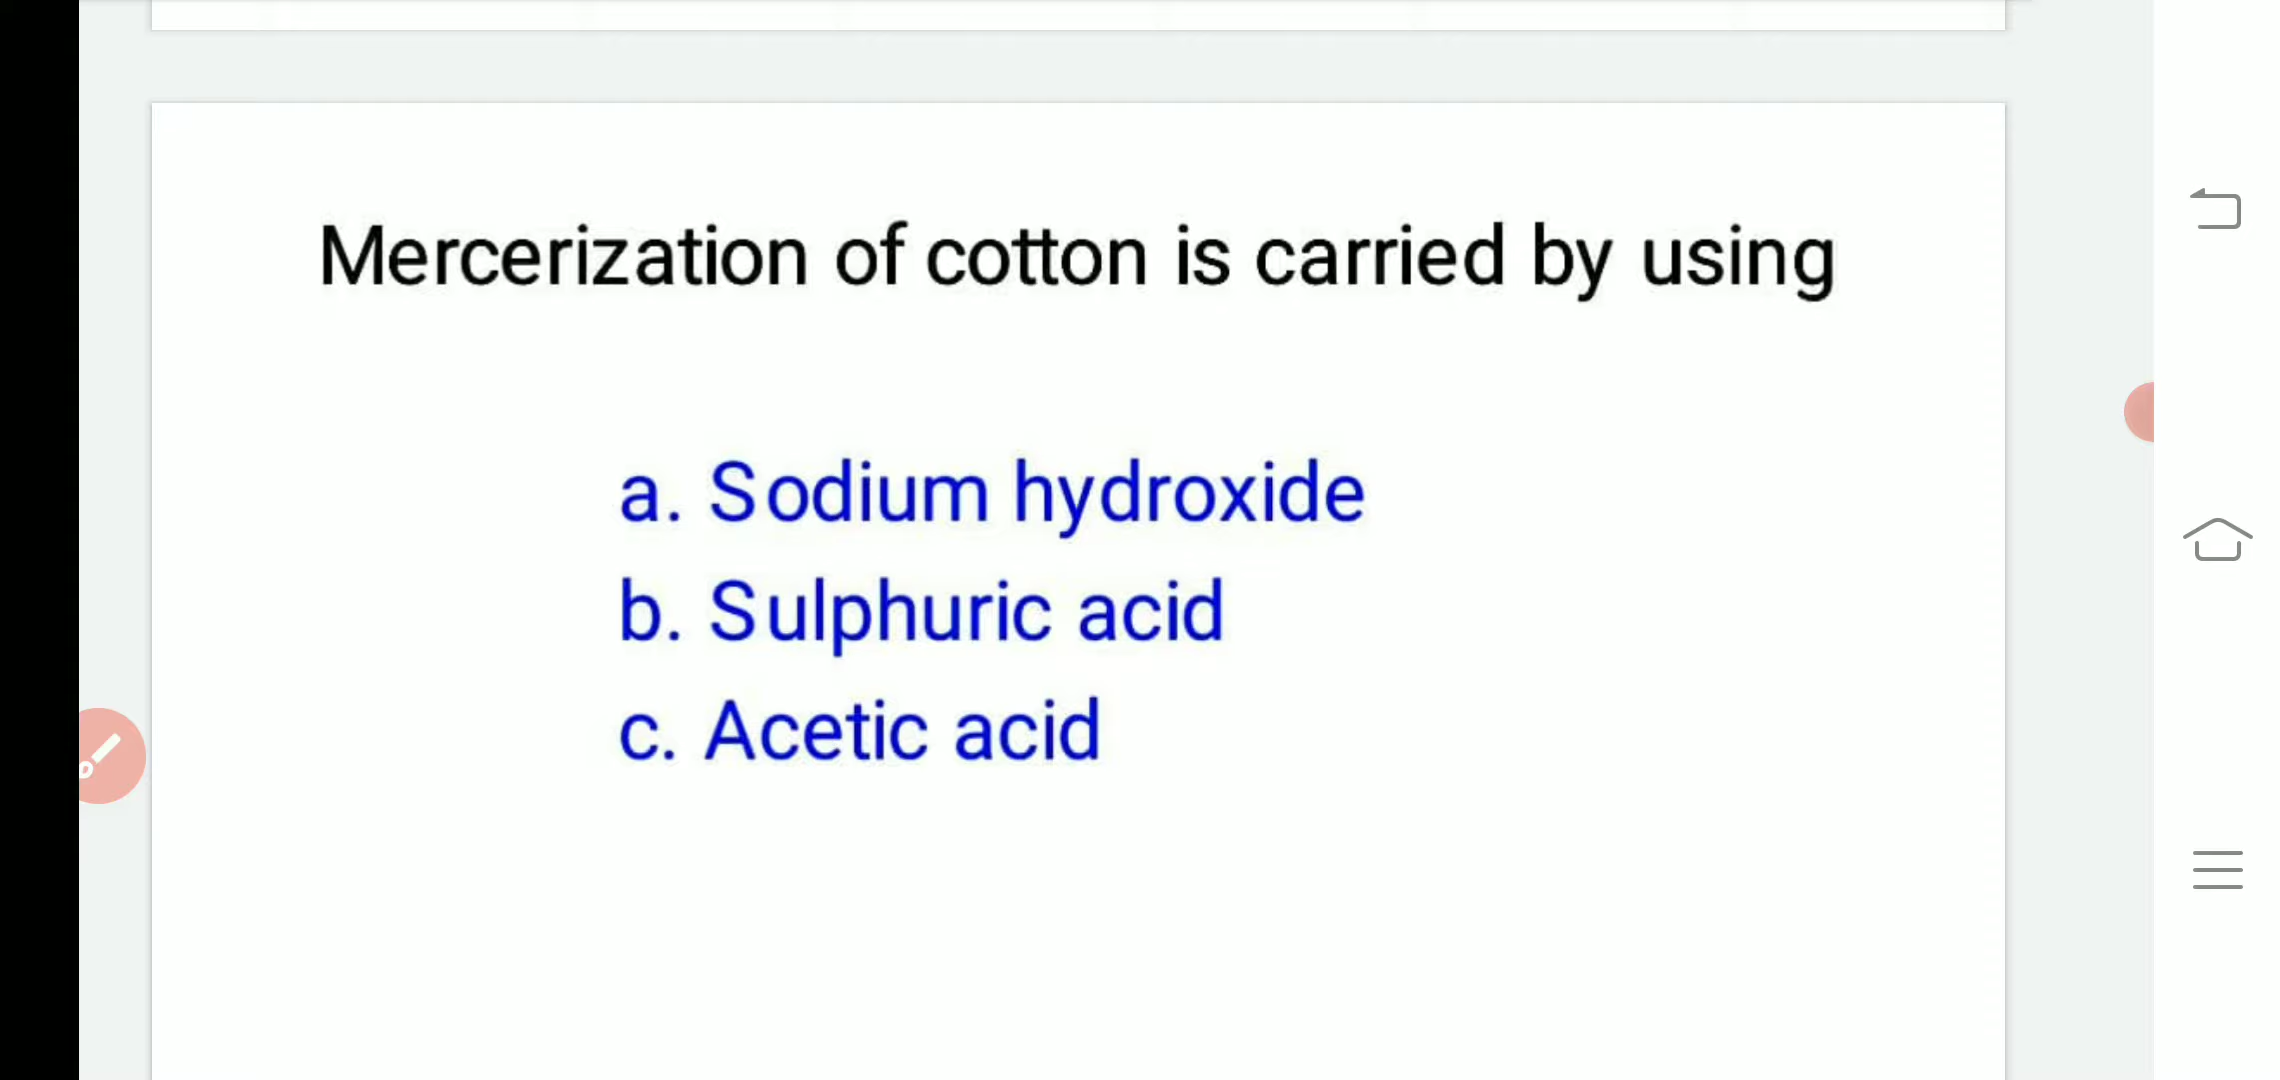 Mercerization of cotton is carried by using
a. Sodium hydroxide
b. Sulphuric acid
c. Acetic acid